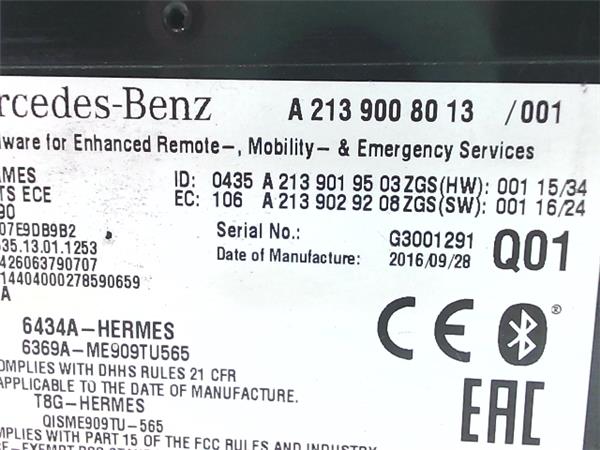 rcedes-Benz A 213 900 80 13 /001
ware for Enhanced Remote-, Mobility- & Emergency Services
MES ID: 0435 A 213 901 95 03 ZGS(HW): 001 15/34
TS ECE EC: 106 A 213 902 92 08 ZGS(SW): 001 16/24
90
07E9DB9B2 Serial No.: G3001291 Q01
35.13.01.1253 Date of Manufacture: 2016/09/28
426063790707
14404000278590659
A
CE ®
6434A-HERMES
6369A-ME909TU565
OMPLIES WITH DHHS RULES 21 CFR
APPLICABLE TO THE DATE OF MANUFACTURE. EAC
T8G-HERMES
QISME909TU-565
MPLIES WITH PART 15 OF THE FCC RULES AND INDUS